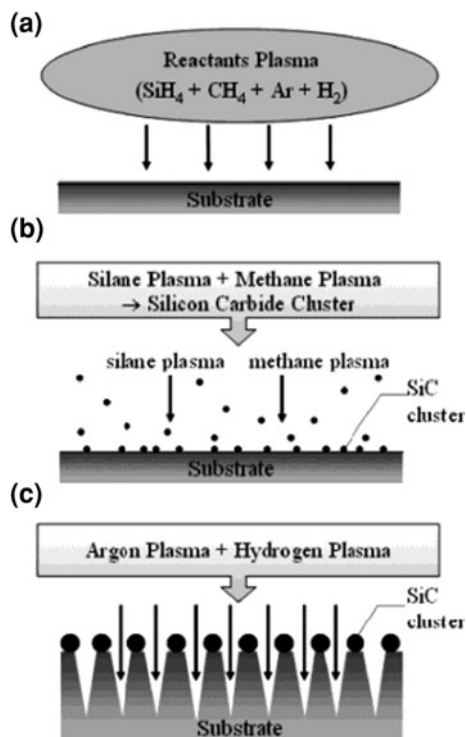 (a)
Reactants Plasma
(SiH4 + CH4 + Ar + H2)
Substrate
(b)
Silane Plasma + Methane Plasma
→ Silicon Carbide Cluster
silane plasma methane plasma
SiC
cluster
Substrate
(c)
Argon Plasma + Hydrogen Plasma
SiC
cluster
Substrate